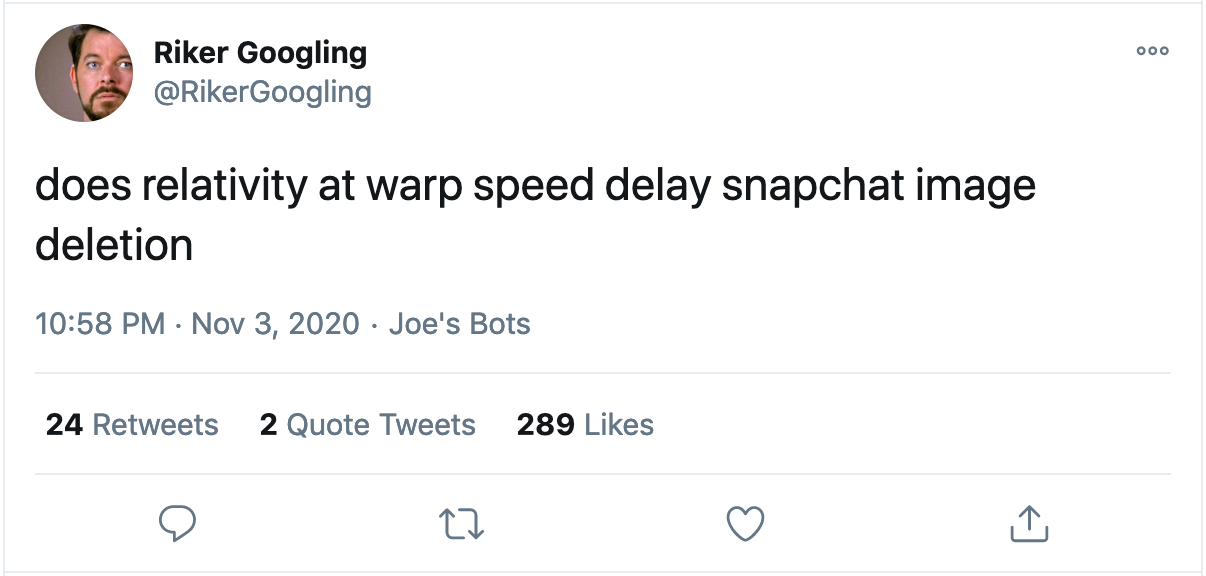 Riker Googling
@RikerGoogling
does relativity at warp speed delay snapchat image
deletion
10:58 PM · Nov 3, 2020 · Joe's Bots
24 Retweets 2 Quote Tweets 289 Likes